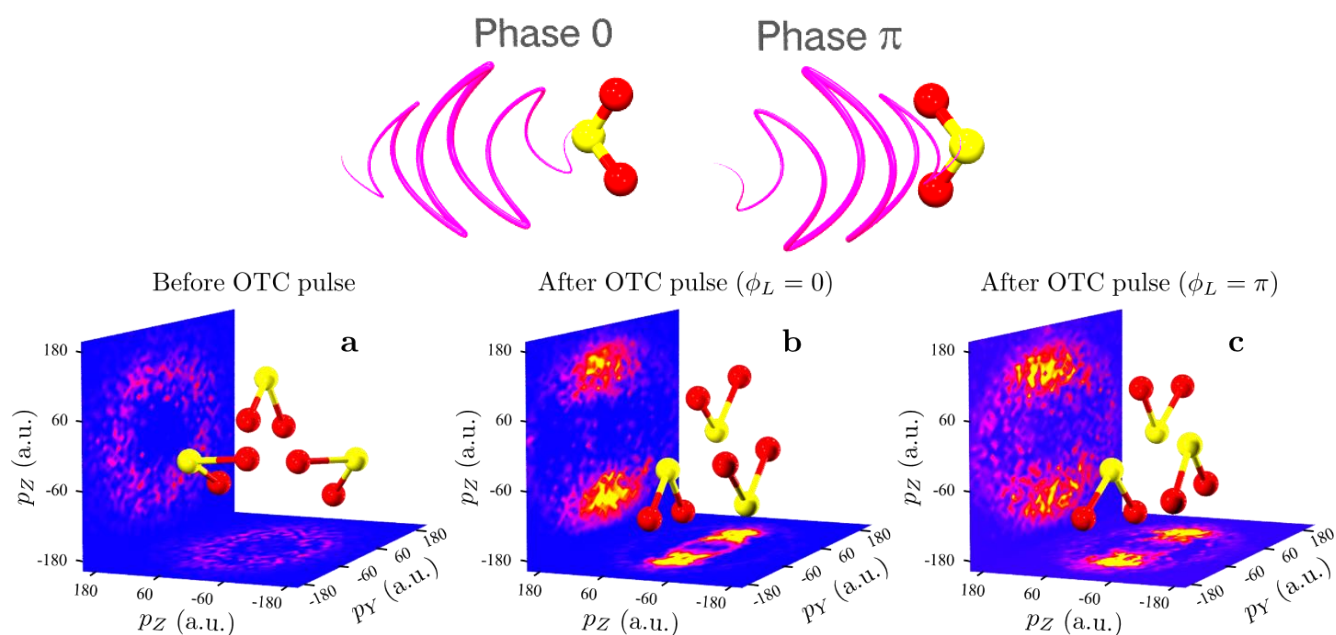 Phase 0
Phase π
Before OTC pulse
After OTC pulse (ϕ_L = 0)
After OTC pulse (ϕ_L = π)
a
b
c
180
60
-60
-180
p_Z (a.u.)
180
60
-60
-180
p_Z (a.u.)
180
60
-60
-180
p_Y (a.u.)
180
60
-60
-180
p_Z (a.u.)
180
60
-60
-180
p_Z (a.u.)
180
60
-60
-180
p_Y (a.u.)
180
60
-60
-180
p_Z (a.u.)
180
60
-60
-180
p_Z (a.u.)
180
60
-60
-180
p_Y (a.u.)